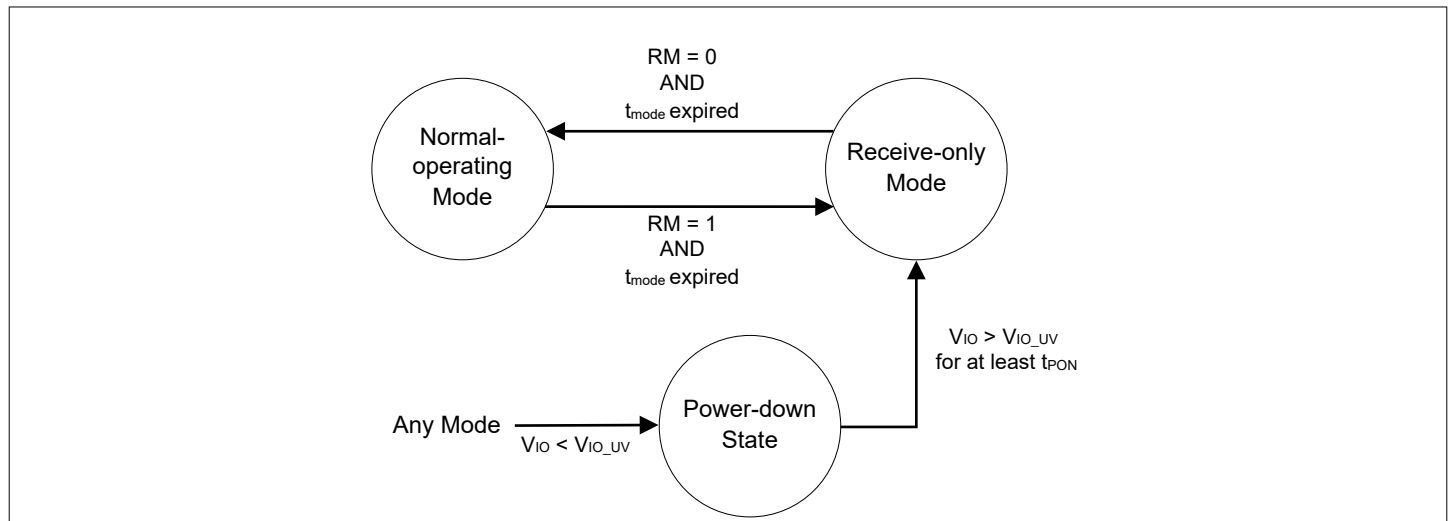 RM = 0
AND
tmode expired
Normal-
operating
Mode
Receive-only
Mode
RM = 1
AND
tmode expired
VIO > VIO_UV
for at least tPON
Power-down
State
Any Mode
VIO < VIO_UV